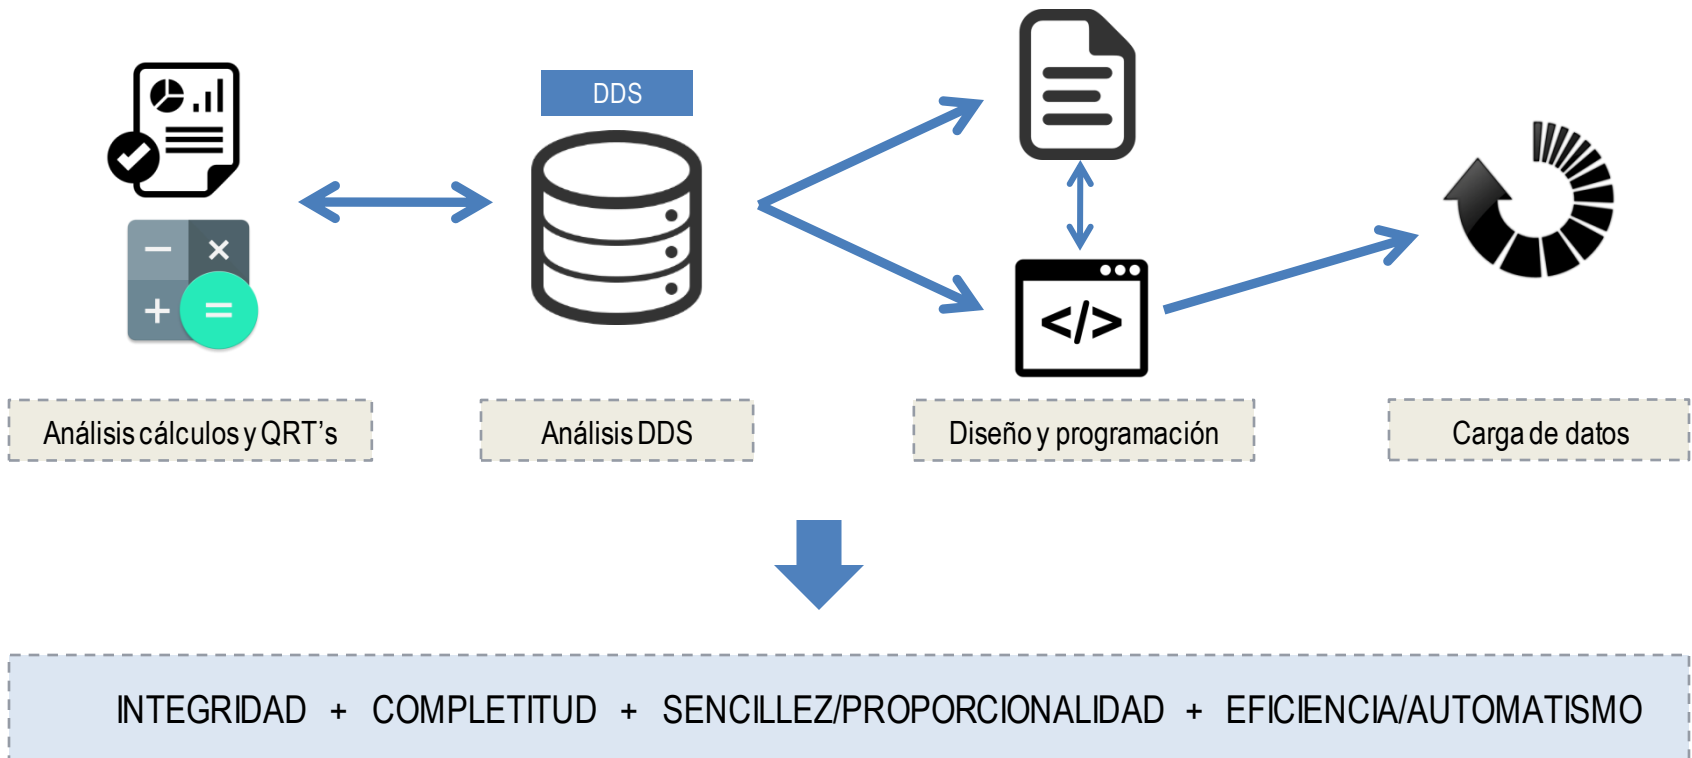 DDS
− ×
+ =
</>
Análisis cálculos y QRT’s
Análisis DDS
Diseño y programación
Carga de datos
INTEGRIDAD + COMPLETITUD + SENCILLEZ/PROPORCIONALIDAD + EFICIENCIA/AUTOMATISMO